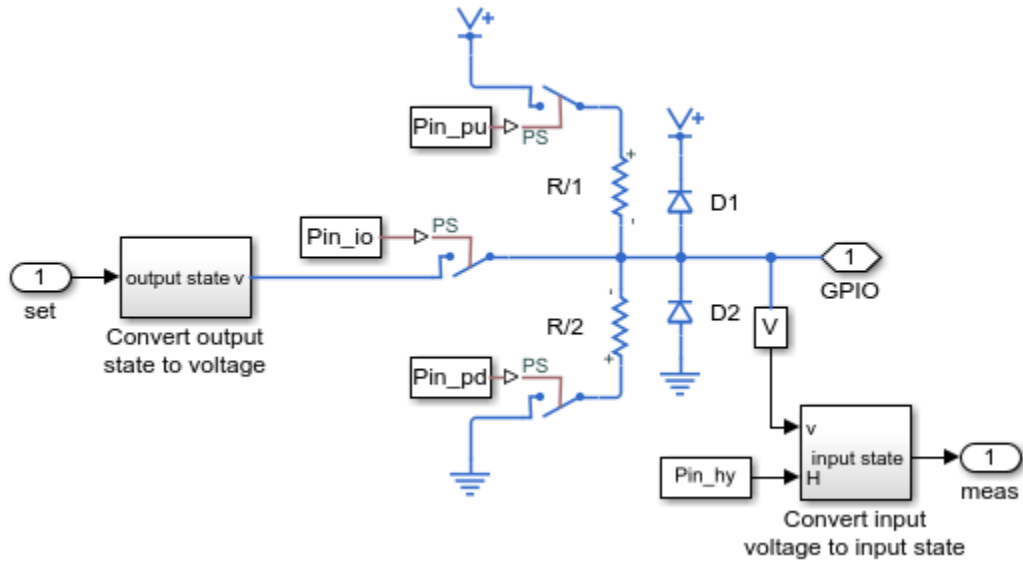 V+
Pin_pu
PS
V+
+
R/1
D1
-
Pin_io
PS
1
set
output state v
Convert output
state to voltage
1
GPIO
-
R/2
D2
V
+
Pin_pd
PS
v
input state
H
Pin_hy
1
meas
Convert input
voltage to input state